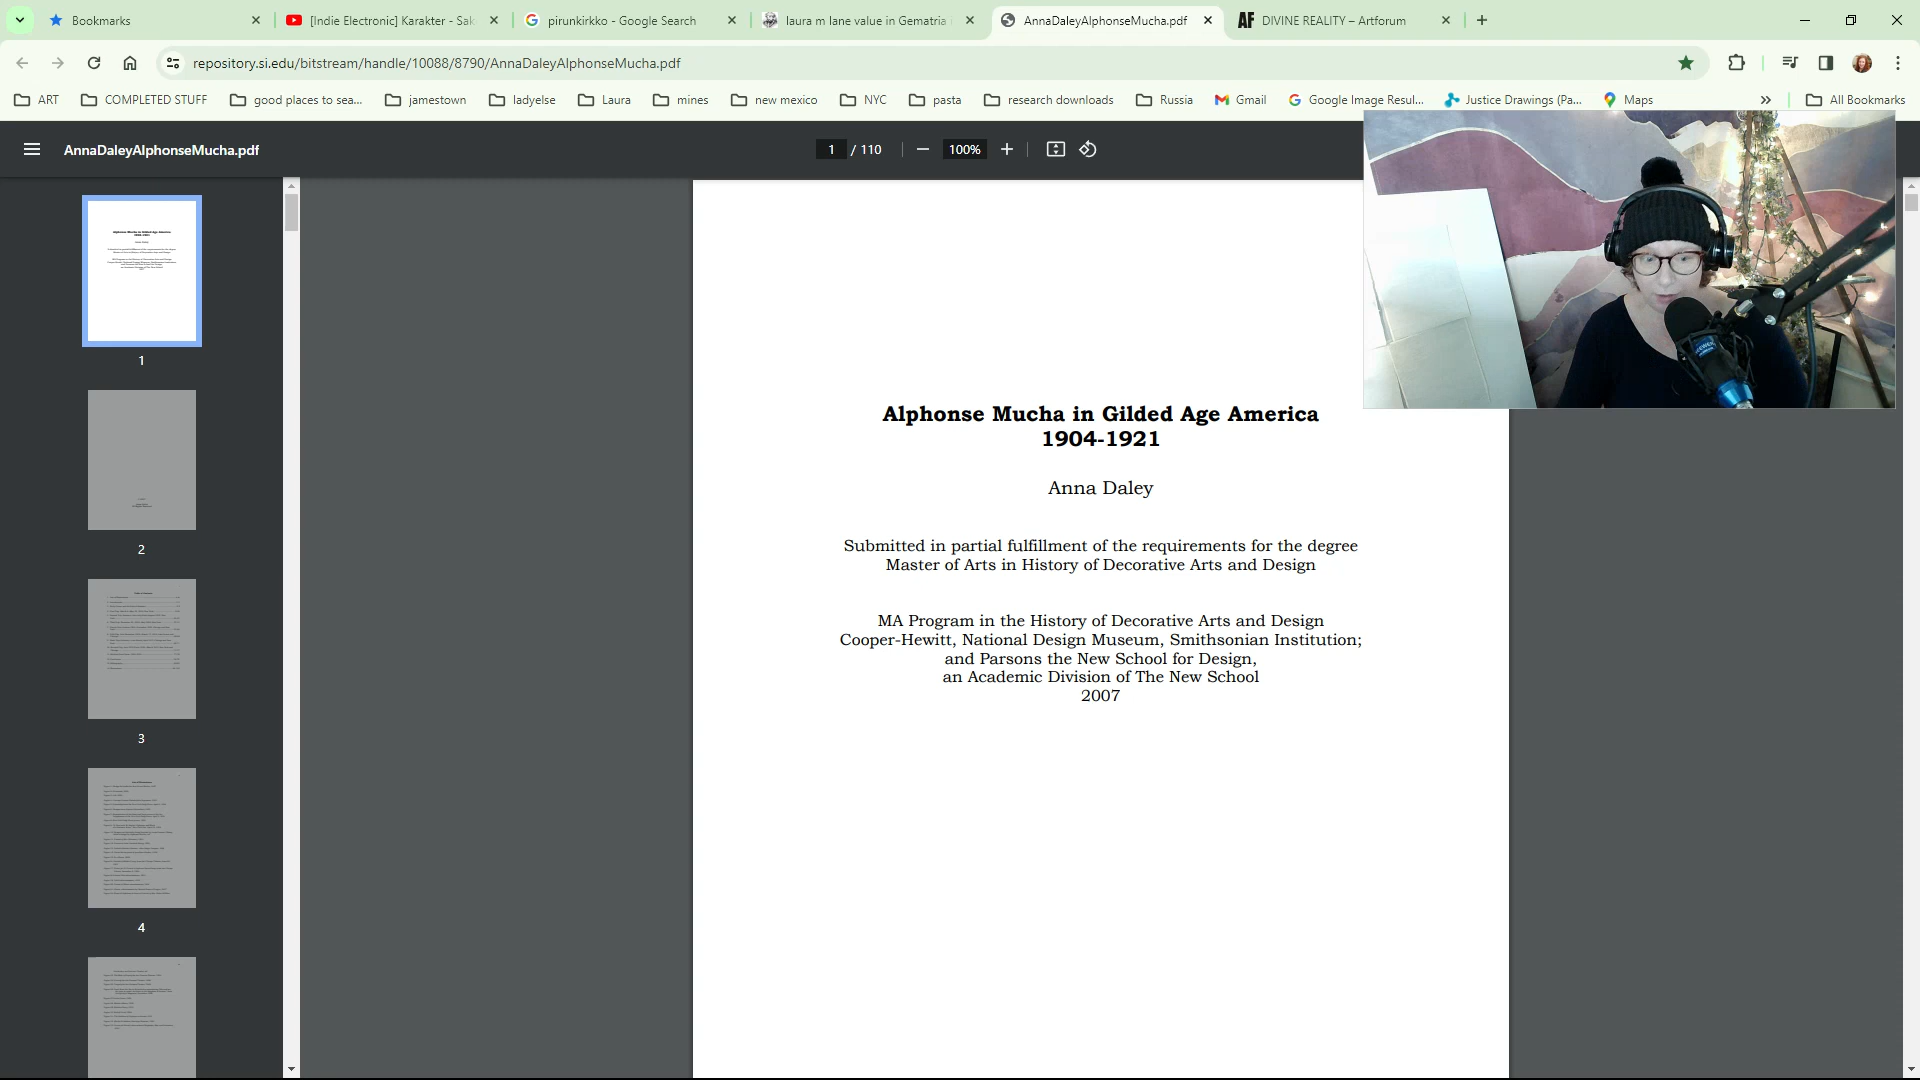 Bookmarks
[Indie Electronic] Karakter - Sak
pirunkirkko - Google Search
laura m lane value in Gematria
AnnaDaleyAlphonseMucha.pdf
AF DIVINE REALITY – Artforum
repository.si.edu/bitstream/handle/10088/8790/AnnaDaleyAlphonseMucha.pdf
ART
COMPLETED STUFF
good places to sea...
jamestown
ladyelse
Laura
mines
new mexico
NYC
pasta
research downloads
Russia
Gmail
Google Image Resul...
Justice Drawings (Pa...
Maps
»
All Bookmarks
AnnaDaleyAlphonseMucha.pdf
1 / 110
100%
1
2
3
4
Alphonse Mucha in Gilded Age America
1904-1921
Anna Daley
Submitted in partial fulfillment of the requirements for the degree
Master of Arts in History of Decorative Arts and Design
MA Program in the History of Decorative Arts and Design
Cooper-Hewitt, National Design Museum, Smithsonian Institution;
and Parsons the New School for Design,
an Academic Division of The New School
2007